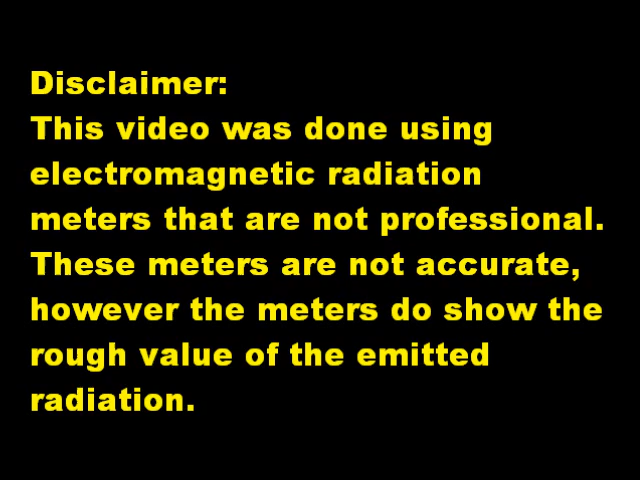 Disclaimer:
This video was done using
electromagnetic radiation
meters that are not professional.
These meters are not accurate,
however the meters do show the
rough value of the emitted
radiation.